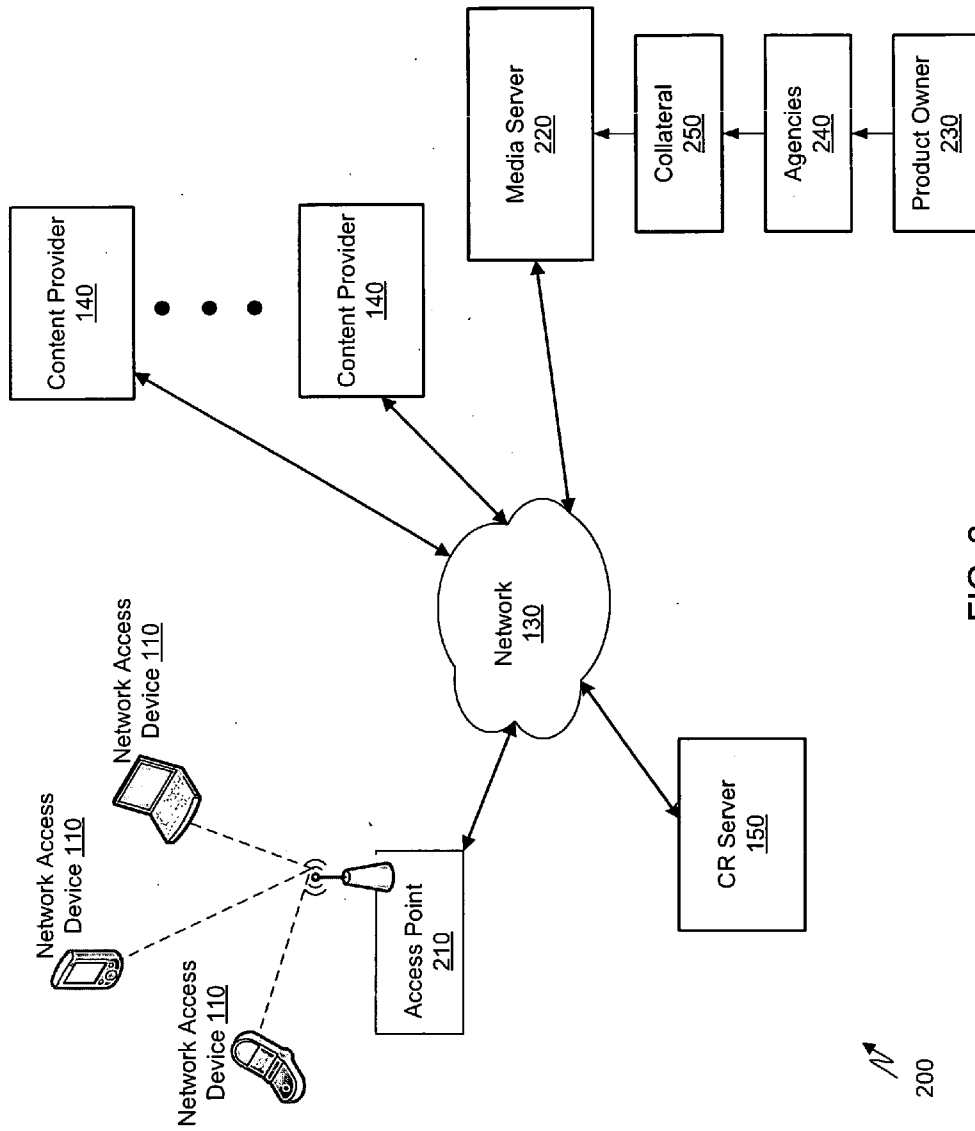 Network Access
Device 110
Network Access
Device 110
Network Access
Device 110
Content Provider
140
Content Provider
140
Access Point
210
Network
130
Media Server
220
CR Server
150
Collateral
250
Agencies
240
Product Owner
230
200
FIG. 2